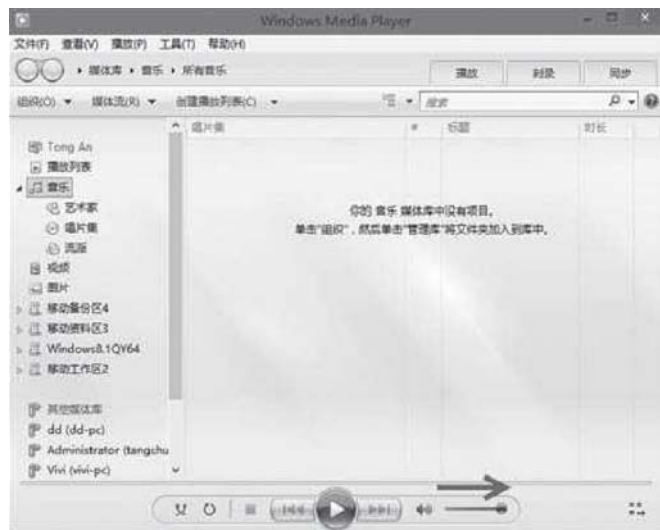 Windows Media Player
文件(F) 查看(V) 播放(P) 工具(T) 帮助(H)
媒体库 音乐 所有音乐
播放 刻录 同步
组织(O) 媒体流(R) 创建播放列表(C) 搜索
唱片集 # 标题 时长
Tong An
播放列表
音乐
艺术家
唱片集
流派
视频
图片
移动备份区4
移动资料区3
Windows8.1QY64
移动工作区2
其他媒体库
dd (dd-pc)
Administrator (tangchu
Vivi (vivi-pc)
你的 音乐 媒体库中没有项目。
单击“组织”，然后单击“管理库”将文件夹加入到库中。